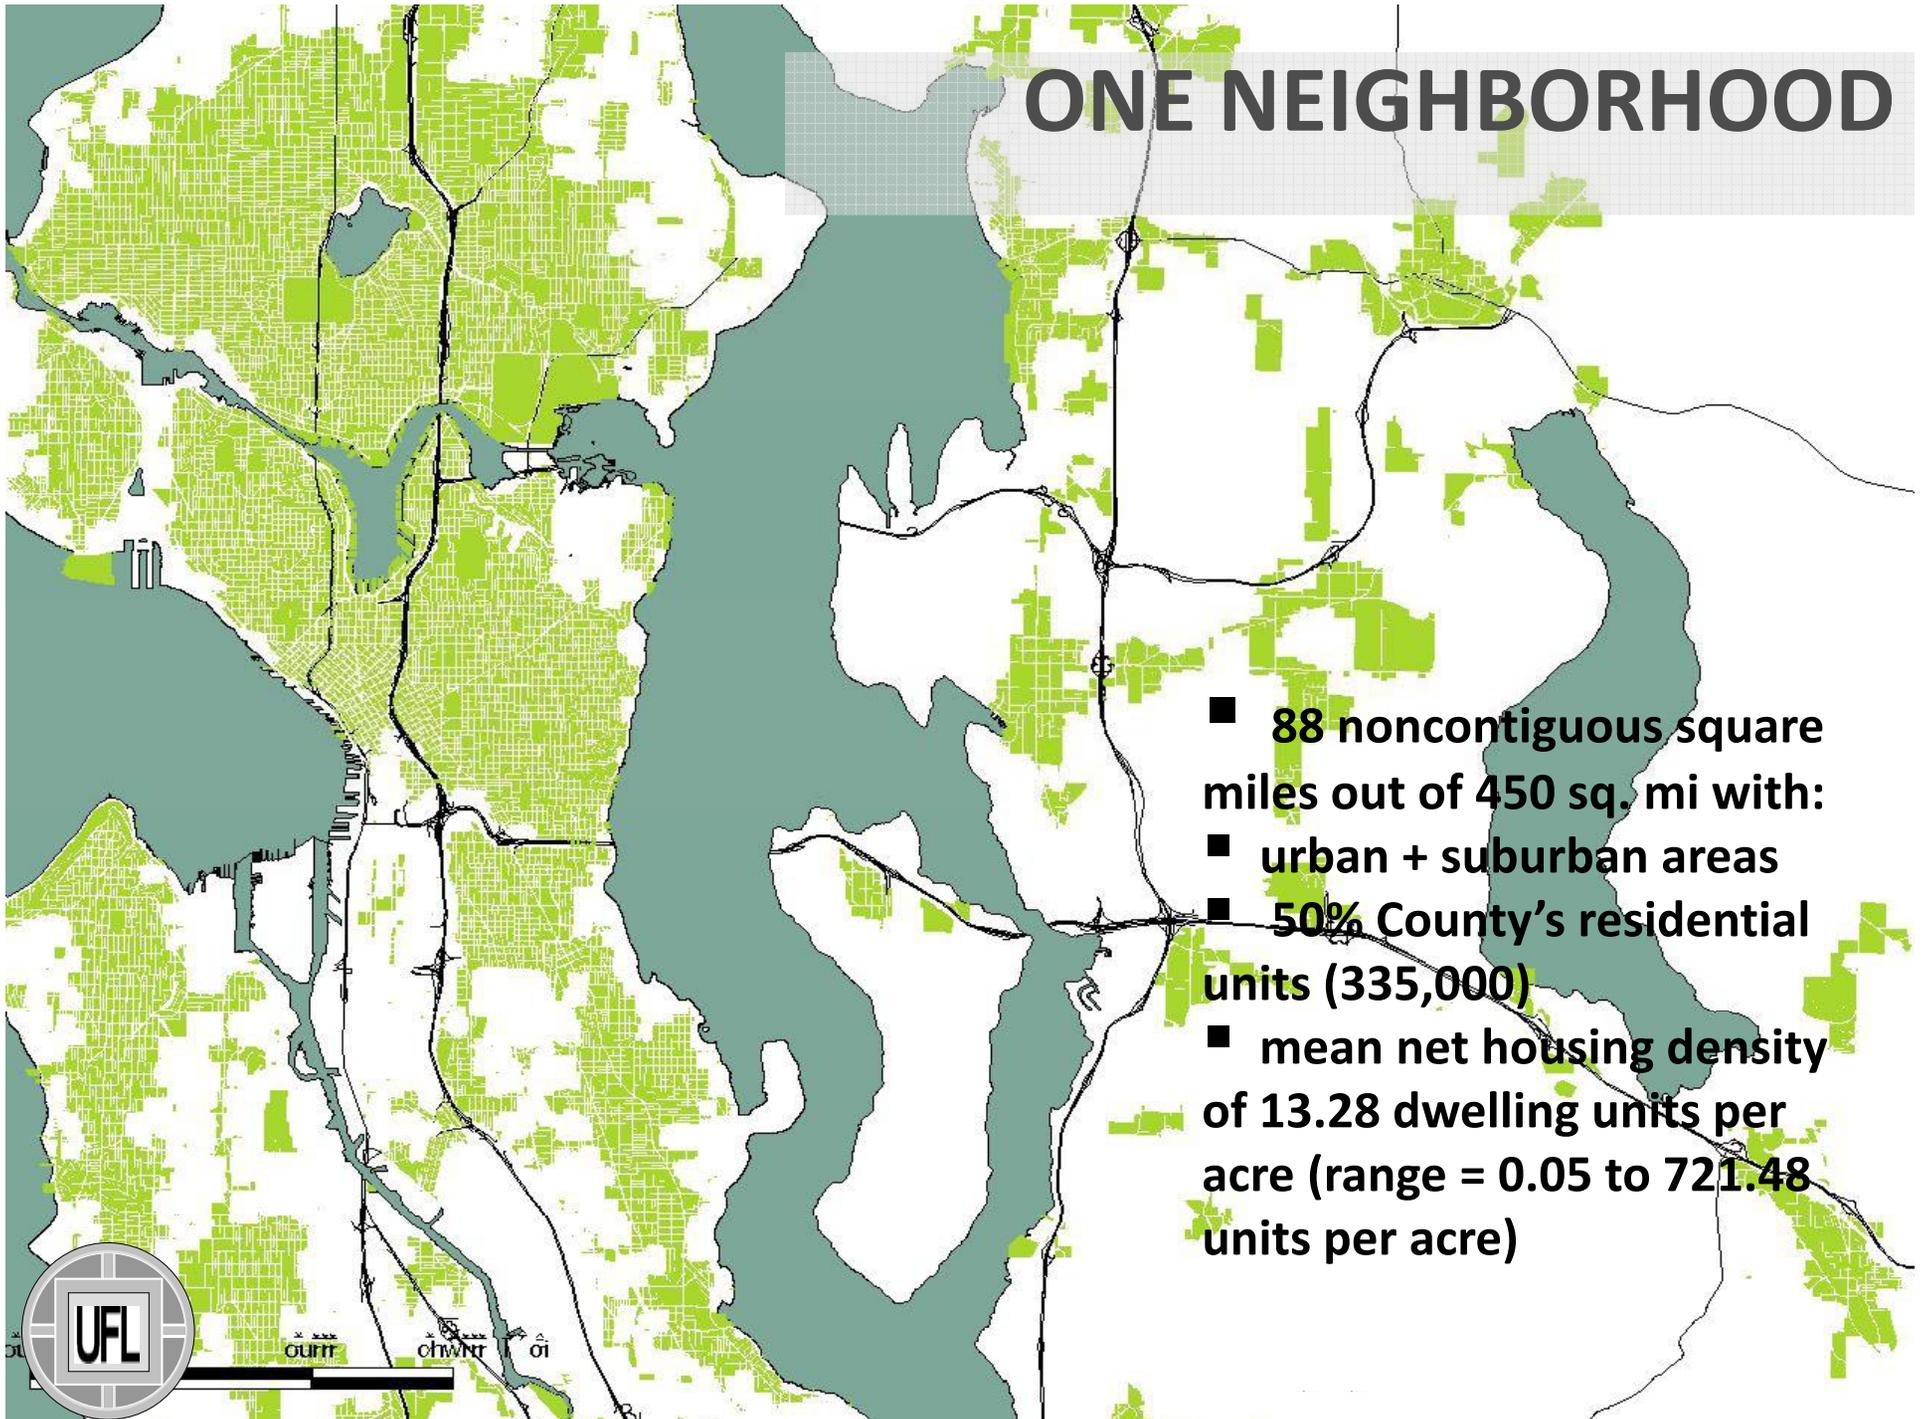 ONE NEIGHBORHOOD
▪ 88 noncontiguous square
miles out of 450 sq. mi with:
▪ urban + suburban areas
▪ 50% County’s residential
units (335,000)
▪ mean net housing density
of 13.28 dwelling units per
acre (range = 0.05 to 721.48
units per acre)
UFL